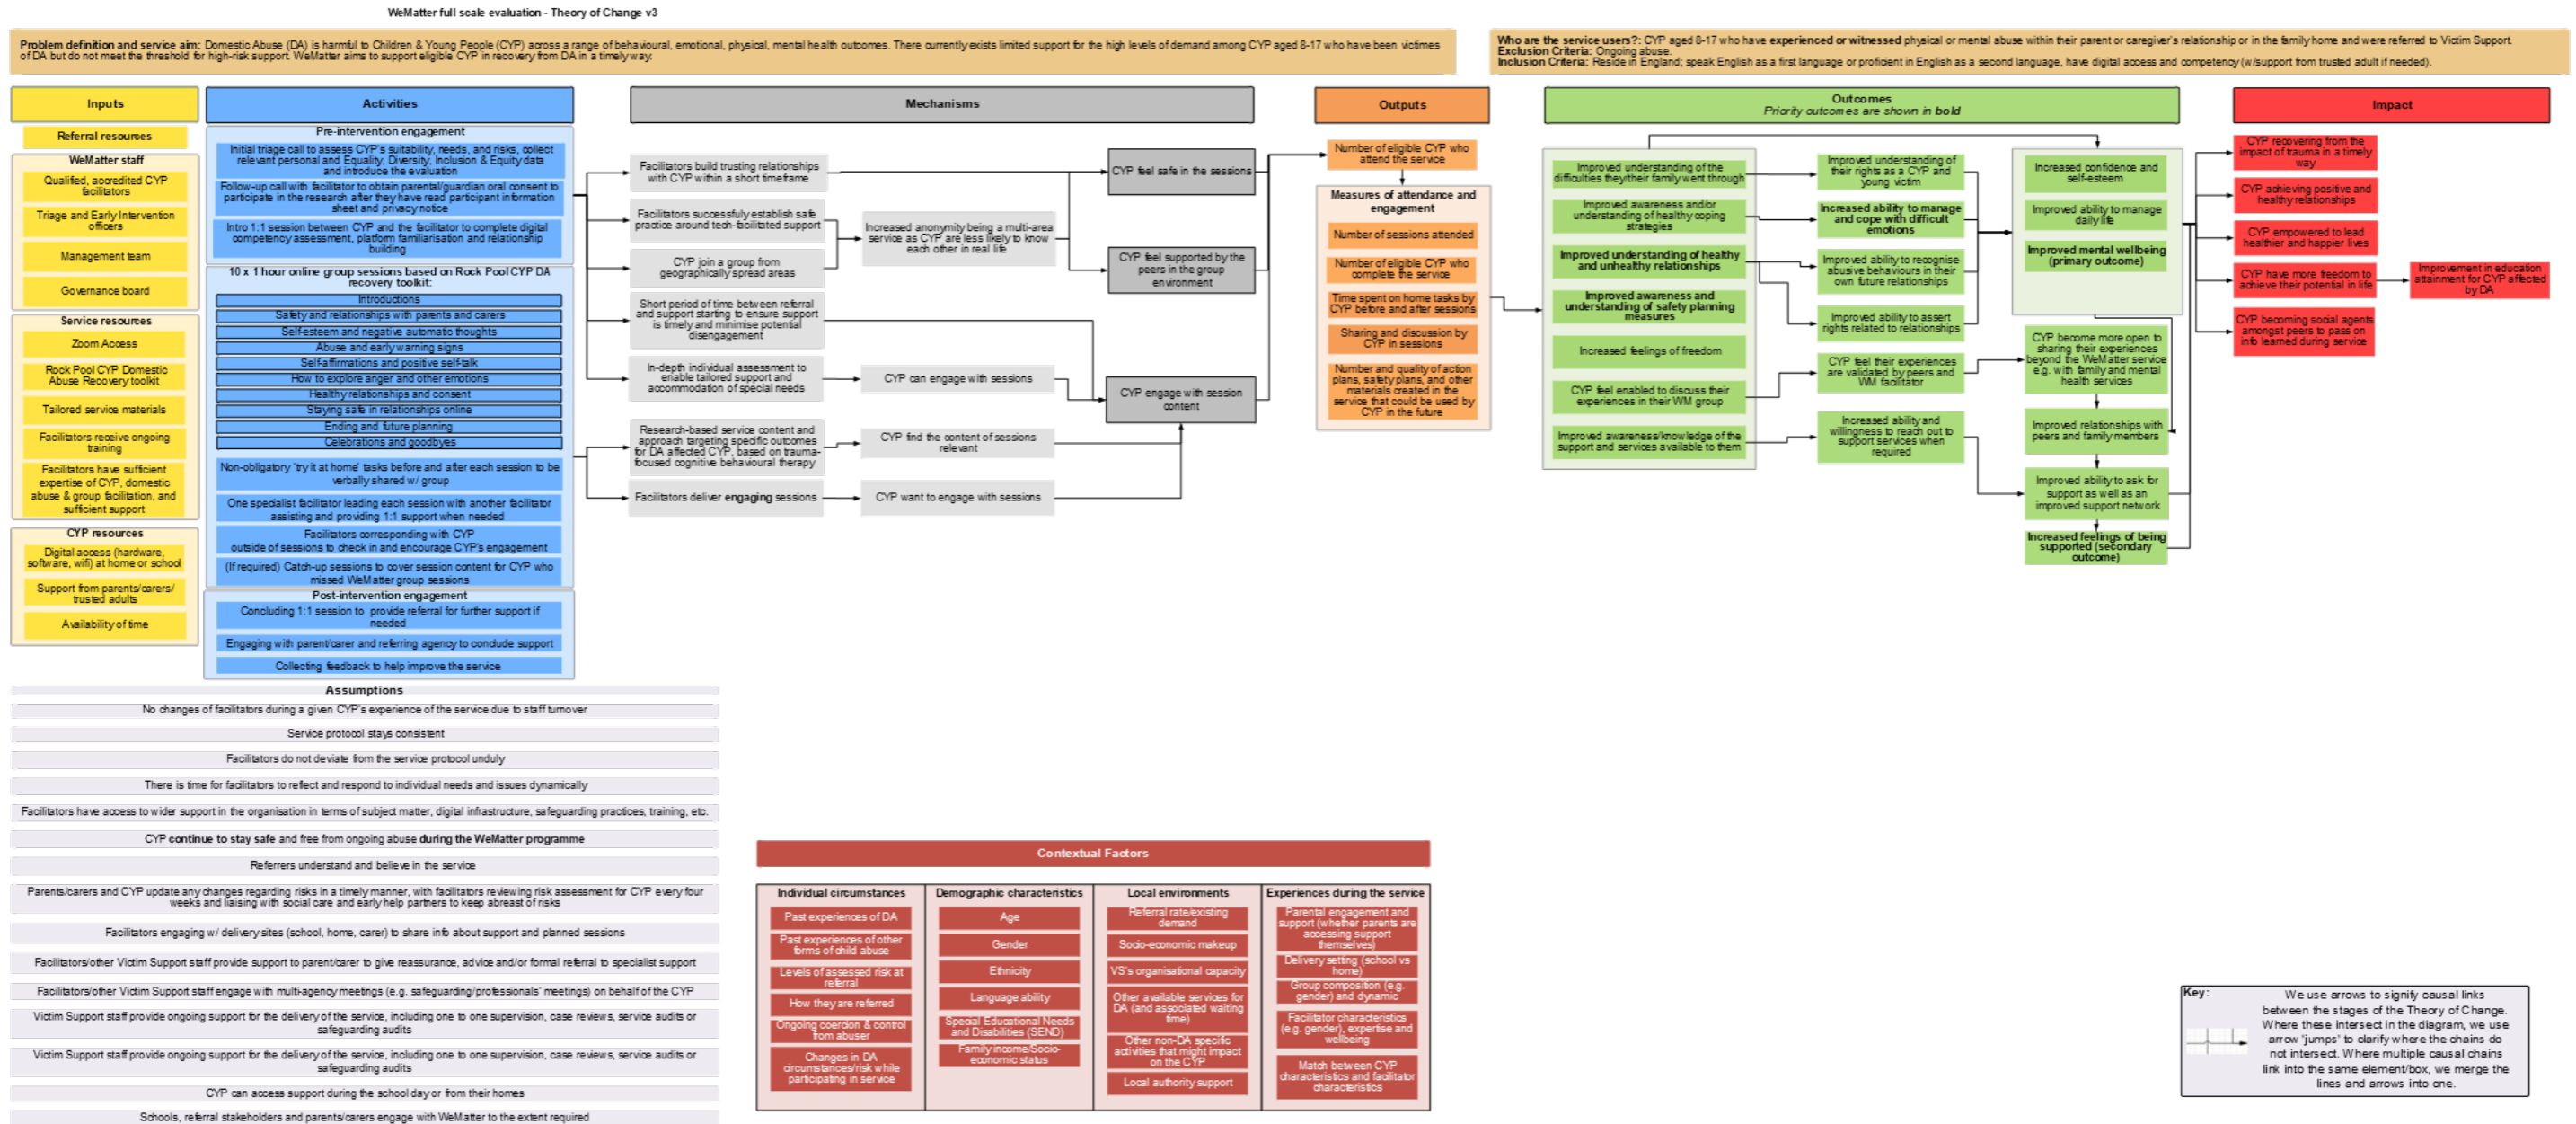 WeMatter full scale evaluation - Theory of Change v3
Problem definition and service aim: Domestic Abuse (DA) is harmful to Children & Young People (CYP) across a range of behavioural, emotional, physical, mental health outcomes. There currently exists limited support for the high levels of demand among CYP aged 8-17 who have been victims
of DA but do not meet the threshold for high-risk support. WeMatter aims to support eligible CYP in recovery from DA in a timely way.
Who are the service users?: CYP aged 8-17 who have experienced or witnessed physical or mental abuse within their parent or caregiver's relationship or in the family home and were referred to Victim Support.
Exclusion Criteria: Ongoing abuse.
Inclusion Criteria: Reside in England; speak English as a first language or proficient in English as a second language, have digital access and competency (w/support from trusted adult if needed).
Inputs
Referral resources
WeMatter staff
Qualified, accredited CYP
facilitators
Triage and Early Intervention
officers
Management team
Governance board
Service resources
Zoom Access
Rock Pool CYP Domestic
Abuse Recovery toolkit
Tailored service materials
Facilitators receive ongoing
training
Facilitators have sufficient
expertise of CYP, domestic
abuse & group facilitation, and
sufficient support
CYP resources
Digital access (hardware,
software, wifi) at home or school
Support from parents/carers/
trusted adults
Availability of time
Activities
Pre-intervention engagement
Initial triage call to assess CYP's suitability, needs, and risks, collect
relevant personal and Equality, Diversity, Inclusion & Equity data
and introduce the evaluation
Follow-up call with facilitator to obtain parental/guardian oral consent to
participate in the research after they have read participant information
sheet and privacy notice
Intro 1:1 session between CYP and the facilitator to complete digital
competency assessment, platform familiarisation and relationship
building
10 x 1 hour online group sessions based on Rock Pool CYP DA
recovery toolkit:
Introductions
Safety and relationships with parents and carers
Self-esteem and negative automatic thoughts
Abuse and early warning signs
Self-affirmations and positive self-talk
How to explore anger and other emotions
Healthy relationships and consent
Staying safe in relationships online
Ending and future planning
Celebrations and goodbyes
Non-obligatory 'try it at home' tasks before and after each session to be
verbally shared w/ group
One specialist facilitator leading each session with another facilitator
assisting and providing 1:1 support when needed
Facilitators corresponding with CYP
outside of sessions to check in and encourage CYP's engagement
(If required) Catch-up sessions to cover session content for CYP who
missed WeMatter group sessions
Post-intervention engagement
Concluding 1:1 session to provide referral for further support if
needed
Engaging with parent/carer and referring agency to conclude support
Collecting feedback to help improve the service
Mechanisms
Facilitators build trusting relationships
with CYP within a short timeframe
Facilitators successfuly establish safe
practice around tech-facilitated support
CYP join a group from
geographically spread areas
Short period of time between referral
and support starting to ensure support
is timely and minimise potential
disengagement
In-depth individual assessment to
enable tailored support and
accommodation of special needs
Research-based service content and
approach targeting specific outcomes
for DA affected CYP, based on trauma-
focused cognitive behavioural therapy
Facilitators deliver engaging sessions
Increased anonymity being a multi-area
service as CYP are less likely to know
each other in real life
CYP can engage with sessions
CYP find the content of sessions
relevant
CYP want to engage with sessions
CYP feel safe in the sessions
CYP feel supported by the
peers in the group
environment
CYP engage with session
content
Outputs
Number of eligible CYP who
attend the service
Measures of attendance and
engagement
Number of sessions attended
Number of eligible CYP who
complete the service
Time spent on home tasks by
CYP before and after sessions
Sharing and discussion by
CYP in sessions
Number and quality of action
plans, safety plans, and other
materials created in the
service that could be used by
CYP in the future
Outcomes
Priority outcomes are shown in bold
Improved understanding of the
difficulties they/their family went through
Improved awareness and/or
understanding of healthy coping
strategies
Improved understanding of healthy
and unhealthy relationships
Improved awareness and
understanding of safety planning
measures
Increased feelings of freedom
CYP feel enabled to discuss their
experiences in their WM group
Improved awareness/knowledge of the
support and services available to them
Improved understanding of
their rights as a CYP and
young victim
Increased ability to manage
and cope with difficult
emotions
Improved ability to recognise
abusive behaviours in their
own future relationships
Improved ability to assert
rights related to relationships
CYP feel their experiences
are validated by peers and
WM facilitator
Increased ability and
willingness to reach out to
support services when
required
Increased confidence and
self-esteem
Improved ability to manage
daily life
Improved mental wellbeing
(primary outcome)
CYP become more open to
sharing their experiences
beyond the WeMatter service
e.g. with family and mental
health services
Improved relationships with
peers and family members
Improved ability to ask for
support as well as an
improved support network
Increased feelings of being
supported (secondary
outcome)
Impact
CYP recovering from the
impact of trauma in a timely
way
CYP achieving positive and
healthy relationships
CYP empowered to lead
healthier and happier lives
CYP have more freedom to
achieve their potential in life
CYP becoming social agents
amongst peers to pass on
info learned during service
Improvement in education
attainment for CYP affected
by DA
Assumptions
No changes of facilitators during a given CYP's experience of the service due to staff turnover
Service protocol stays consistent
Facilitators do not deviate from the service protocol unduly
There is time for facilitators to reflect and respond to individual needs and issues dynamically
Facilitators have access to wider support in the organisation in terms of subject matter, digital infrastructure, safeguarding practices, training, etc.
CYP continue to stay safe and free from ongoing abuse during the WeMatter programme
Referrers understand and believe in the service
Parents/carers and CYP update any changes regarding risks in a timely manner, with facilitators reviewing risk assessment for CYP every four
weeks and liaising with social care and early help partners to keep abreast of risks
Facilitators engaging w/ delivery sites (school, home, carer) to share info about support and planned sessions
Facilitators/other Victim Support staff provide support to parent/carer to give reassurance, advice and/or formal referral to specialist support
Facilitators/other Victim Support staff engage with multi-agency meetings (e.g. safeguarding/professionals' meetings) on behalf of the CYP
Victim Support staff provide ongoing support for the delivery of the service, including one to one supervision, case reviews, service audits or
safeguarding audits
Victim Support staff provide ongoing support for the delivery of the service, including one to one supervision, case reviews, service audits or
safeguarding audits
CYP can access support during the school day or from their homes
Schools, referral stakeholders and parents/carers engage with WeMatter to the extent required
Contextual Factors
Individual circumstances
Past experiences of DA
Past experiences of other
forms of child abuse
Levels of assessed risk at
referral
How they are referred
Ongoing coercion & control
from abuser
Changes in DA
circumstances/risk while
participating in service
Demographic characteristics
Age
Gender
Ethnicity
Language ability
Special Educational Needs
and Disabilities (SEND)
Family income/Socio-
economic status
Local environments
Referral rate/existing
demand
Socio-economic makeup
VS's organisational capacity
Other available services for
DA (and associated waiting
time)
Other non-DA specific
activities that might impact
on the CYP
Local authority support
Experiences during the service
Parental engagement and
support (whether parents are
accessing support
themselves)
Delivery setting (school vs
home)
Group composition (e.g.
gender) and dynamic
Facilitator characteristics
(e.g. gender), expertise and
wellbeing
Match between CYP
characteristics and facilitator
characteristics
Key:
We use arrows to signify causal links
between the stages of the Theory of Change.
Where these intersect in the diagram, we use
arrow 'jumps' to clarify where the chains do
not intersect. Where multiple causal chains
link into the same element/box, we merge the
lines and arrows into one.